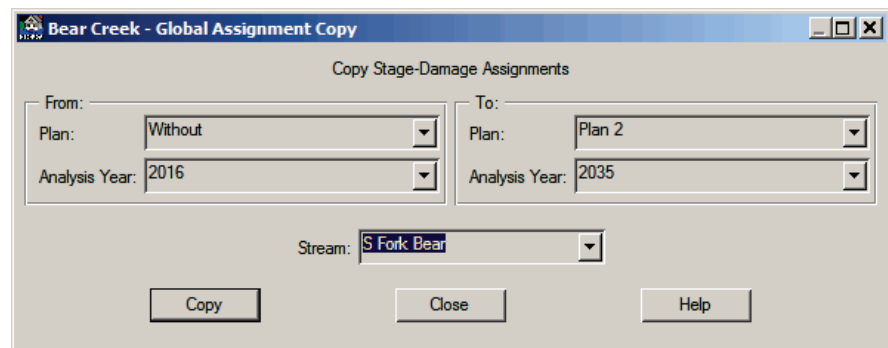 Bear Creek - Global Assignment Copy
Copy Stage-Damage Assignments
From:
Plan: Without
Analysis Year: 2016
To:
Plan: Plan 2
Analysis Year: 2035
Stream: S Fork Bear
Copy Close Help